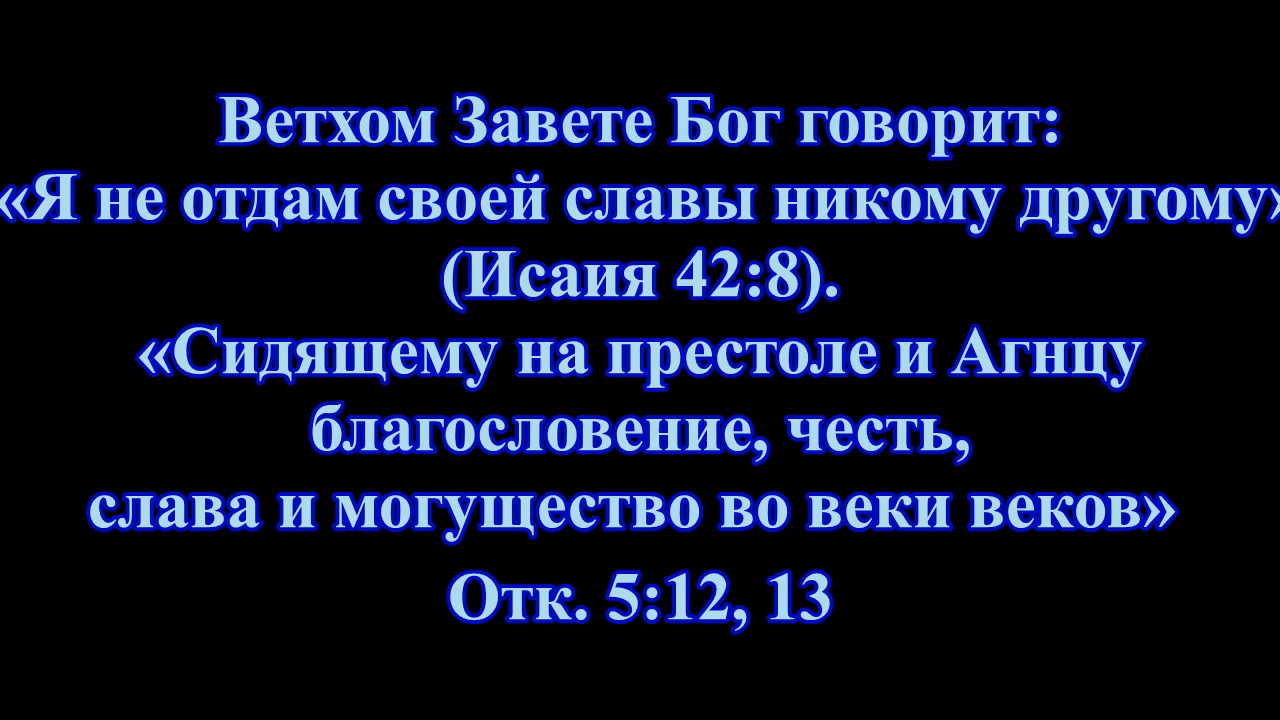 Ветхом Завете Бог говорит:
«Я не отдам своей славы никому другому»
(Исаия 42:8).
«Сидящему на престоле и Агнцу
благословение, честь,
слава и могущество во веки веков»
Отк. 5:12, 13